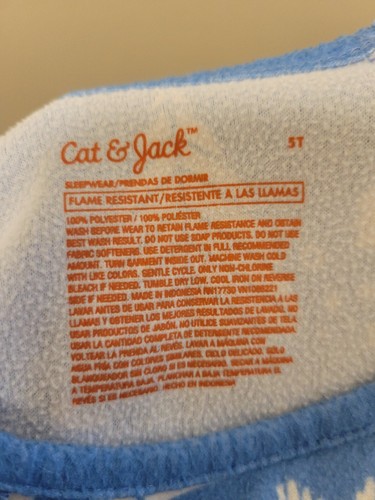 Cat & Jack™
5T
SLEEPWEAR/PRENDAS DE DORMIR
FLAME RESISTANT/RESISTENTE A LAS LLAMAS
100% POLYESTER / 100% POLIÉSTER
WASH BEFORE WEAR TO RETAIN FLAME RESISTANCE AND OBTAIN
BEST WASH RESULT. DO NOT USE SOAP PRODUCTS. DO NOT USE
FABRIC SOFTENERS. USE DETERGENT IN FULL RECOMMENDED
AMOUNT. TURN GARMENT INSIDE OUT. MACHINE WASH COLD
WITH LIKE COLORS. GENTLE CYCLE. ONLY NON-CHLORINE
BLEACH IF NEEDED. TUMBLE DRY LOW. COOL IRON ON REVERSE
SIDE IF NEEDED. MADE IN INDONESIA RN17730
LAVAR ANTES DE USAR PARA CONSERVAR LA RESISTENCIA A LAS
LLAMAS Y OBTENER LOS MEJORES RESULTADOS DE LAVADO. NO
USE PRODUCTOS DE JABÓN. NO UTILICE SUAVIZANTES DE TELA.
USAR LA CANTIDAD COMPLETA DE DETERGENTE RECOMENDADA.
VOLTEAR LA PRENDA AL REVÉS. LAVAR A MÁQUINA CON
AGUA FRÍA CON COLORES SIMILARES. CICLO DELICADO. SOLO
BLANQUEADOR SIN CLORO SI ES NECESARIO. SECAR A MÁQUINA
A TEMPERATURA BAJA. PLANCHAR A BAJA TEMPERATURA EL
REVÉS SI ES NECESARIO. HECHO EN INDONESIA